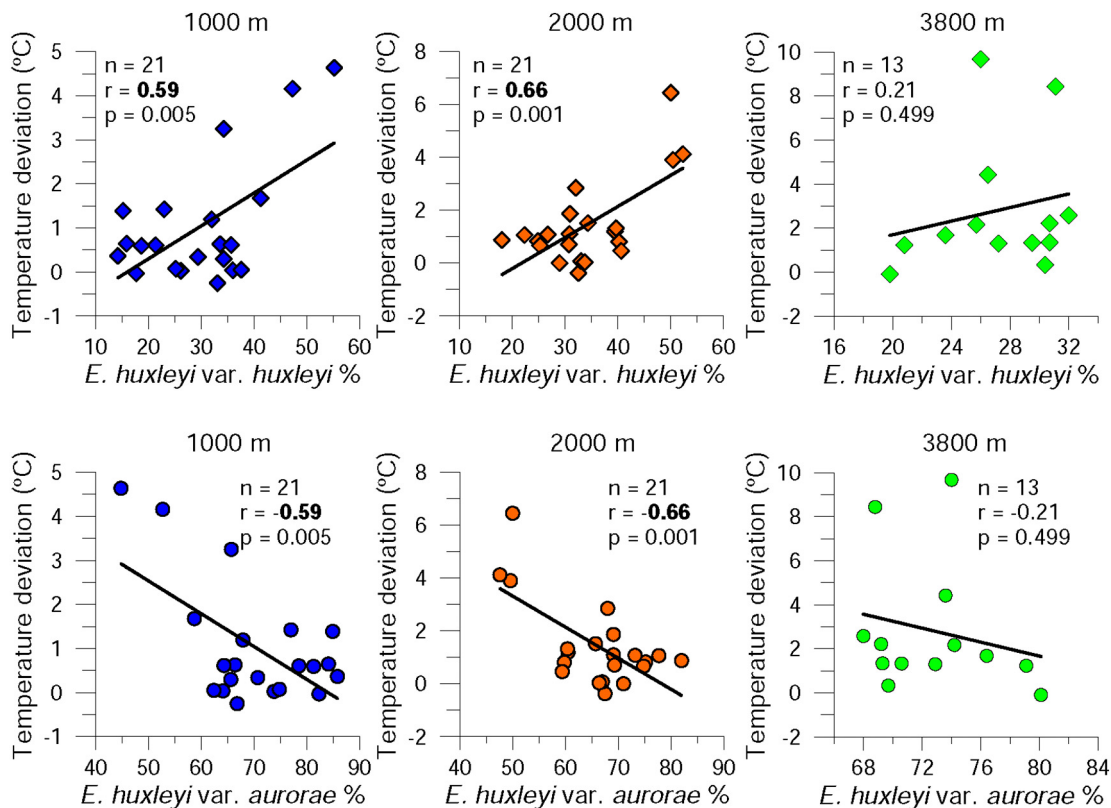 1000 m
5
4
3
2
1
0
-1
Temperature deviation (ºC)
n = 21
r = 0.59
p = 0.005
10 20 30 40 50 60
E. huxleyi var. huxleyi %
2000 m
8
6
4
2
0
-2
Temperature deviation (ºC)
n = 21
r = 0.66
p = 0.001
10 20 30 40 50 60
E. huxleyi var. huxleyi %
3800 m
10
8
6
4
2
0
-2
Temperature deviation (ºC)
n = 13
r = 0.21
p = 0.499
16 20 24 28 32
E. huxleyi var. huxleyi %
1000 m
5
4
3
2
1
0
-1
Temperature deviation (ºC)
n = 21
r = -0.59
p = 0.005
40 50 60 70 80 90
E. huxleyi var. aurorae %
2000 m
8
6
4
2
0
-2
Temperature deviation (ºC)
n = 21
r = -0.66
p = 0.001
40 50 60 70 80 90
E. huxleyi var. aurorae %
3800 m
10
8
6
4
2
0
-2
Temperature deviation (ºC)
n = 13
r = -0.21
p = 0.499
68 72 76 80 84
E. huxleyi var. aurorae %